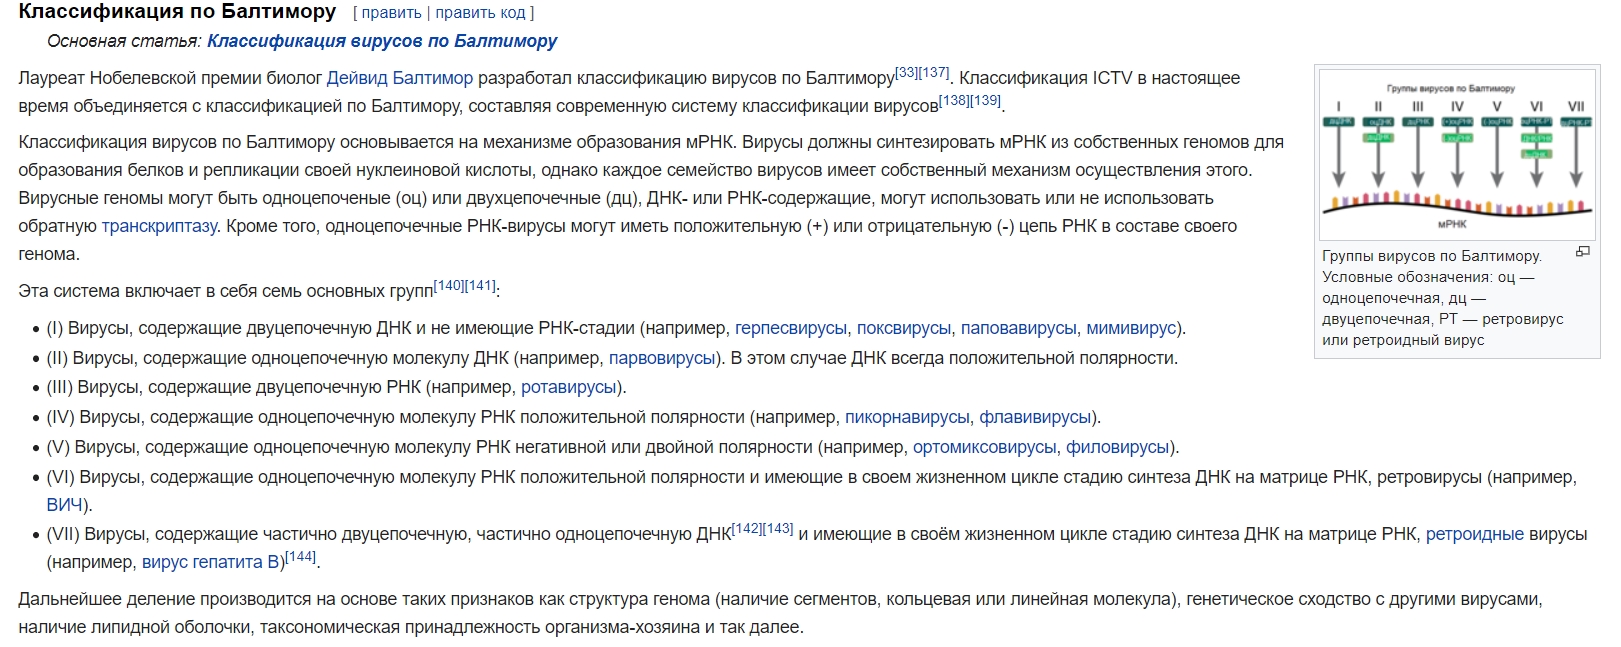 Классификация по Балтимору [ править | править код ]
Основная статья: Классификация вирусов по Балтимору
Лауреат Нобелевской премии биолог Дейвид Балтимор разработал классификацию вирусов по Балтимору[33][137]. Классификация ICTV в настоящее
время объединяется с классификацией по Балтимору, составляя современную систему классификации вирусов[138][139].
Классификация вирусов по Балтимору основывается на механизме образования мРНК. Вирусы должны синтезировать мРНК из собственных геномов для
образования белков и репликации своей нуклеиновой кислоты, однако каждое семейство вирусов имеет собственный механизм осуществления этого.
Вирусные геномы могут быть одноцепоченые (оц) или двухцепочечные (дц), ДНК- или РНК-содержащие, могут использовать или не использовать
обратную транскриптазу. Кроме того, одноцепочечные РНК-вирусы могут иметь положительную (+) или отрицательную (-) цепь РНК в составе своего
генома.
Эта система включает в себя семь основных групп[140][141]:
• (I) Вирусы, содержащие двуцепочечную ДНК и не имеющие РНК-стадии (например, герпесвирусы, поксвирусы, паповавирусы, мимивирус).
• (II) Вирусы, содержащие одноцепочечную молекулу ДНК (например, парвовирусы). В этом случае ДНК всегда положительной полярности.
• (III) Вирусы, содержащие двуцепочечную РНК (например, ротавирусы).
• (IV) Вирусы, содержащие одноцепочечную молекулу РНК положительной полярности (например, пикорнавирусы, флавивирусы).
• (V) Вирусы, содержащие одноцепочечную молекулу РНК негативной или двойной полярности (например, ортомиксовирусы, филовирусы).
• (VI) Вирусы, содержащие одноцепочечную молекулу РНК положительной полярности и имеющие в своем жизненном цикле стадию синтеза ДНК на матрице РНК, ретровирусы (например,
ВИЧ).
• (VII) Вирусы, содержащие частично двуцепочечную, частично одноцепочечную ДНК[142][143] и имеющие в своём жизненном цикле стадию синтеза ДНК на матрице РНК, ретроидные вирусы
(например, вирус гепатита B)[144].
Дальнейшее деление производится на основе таких признаков как структура генома (наличие сегментов, кольцевая или линейная молекула), генетическое сходство с другими вирусами,
наличие липидной оболочки, таксономическая принадлежность организма-хозяина и так далее.
Группы вирусов по Балтимору
I II III IV V VI VII
мРНК
Группы вирусов по Балтимору.
Условные обозначения: оц —
одноцепочечная, дц —
двуцепочечная, РТ — ретровирус
или ретроидный вирус